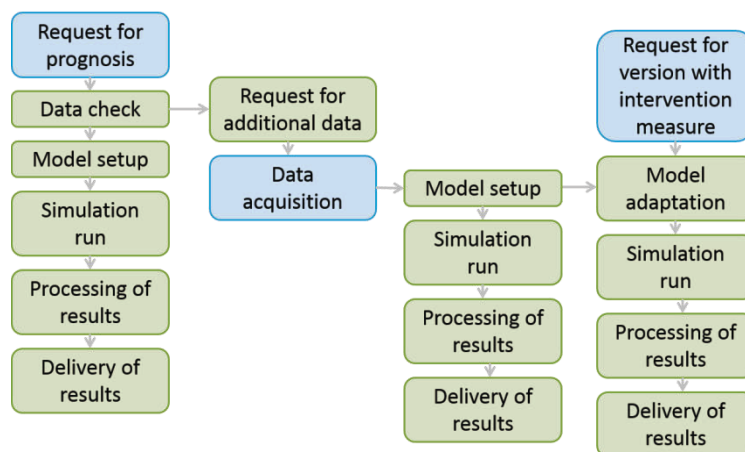 Request for
prognosis
Data check
Model setup
Simulation
run
Processing of
results
Delivery of
results
Request for
additional data
Data
acquisition
Model setup
Simulation
run
Processing of
results
Delivery of
results
Request for
version with
intervention
measure
Model
adaptation
Simulation
run
Processing of
results
Delivery of
results